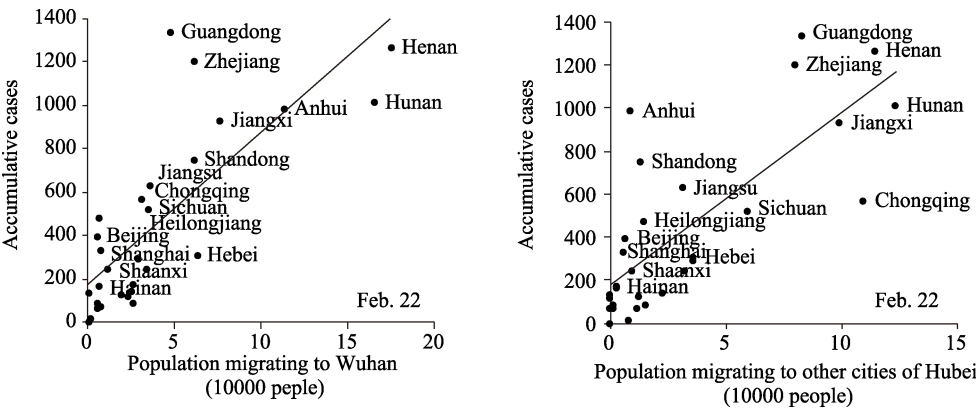 1400
1200
1000
800
600
400
200
0
Accumulative cases
Guangdong
Zhejiang
Henan
Hunan
Anhui
Jiangxi
Shandong
Jiangsu
Chongqing
Sichuan
Heilongjiang
Beijing
Shanghai
Hebei
Shaanxi
Hainan
Feb. 22
0 5 10 15 20
Population migrating to Wuhan
(10000 peple)
1400
1200
1000
800
600
400
200
0
Accumulative cases
Guangdong
Henan
Zhejiang
Anhui
Hunan
Jiangxi
Shandong
Jiangsu
Chongqing
Sichuan
Heilongjiang
Beijing
Shanghai
Hebei
Shaanxi
Hainan
Feb. 22
0 5 10 15
Population migrating to other cities of Hubei
(10000 people)